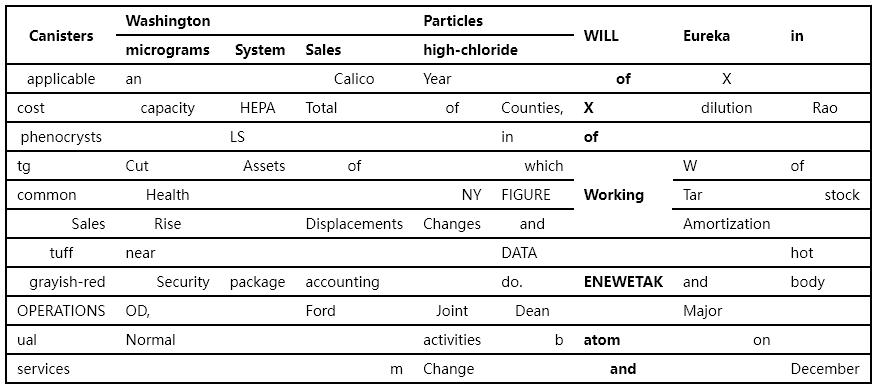 Canisters Washington Particles WILL Eureka in
micrograms System Sales high-chloride
applicable an Calico Year of X
cost capacity HEPA Total of Counties, X dilution Rao
phenocrysts LS in of
tg Cut Assets of which W of
common Health NY FIGURE Working Tar stock
Sales Rise Displacements Changes and Amortization
tuff near DATA hot
grayish-red Security package accounting do. ENEWETAK and body
OPERATIONS OD, Ford Joint Dean Major
ual Normal activities b atom on
services m Change and December